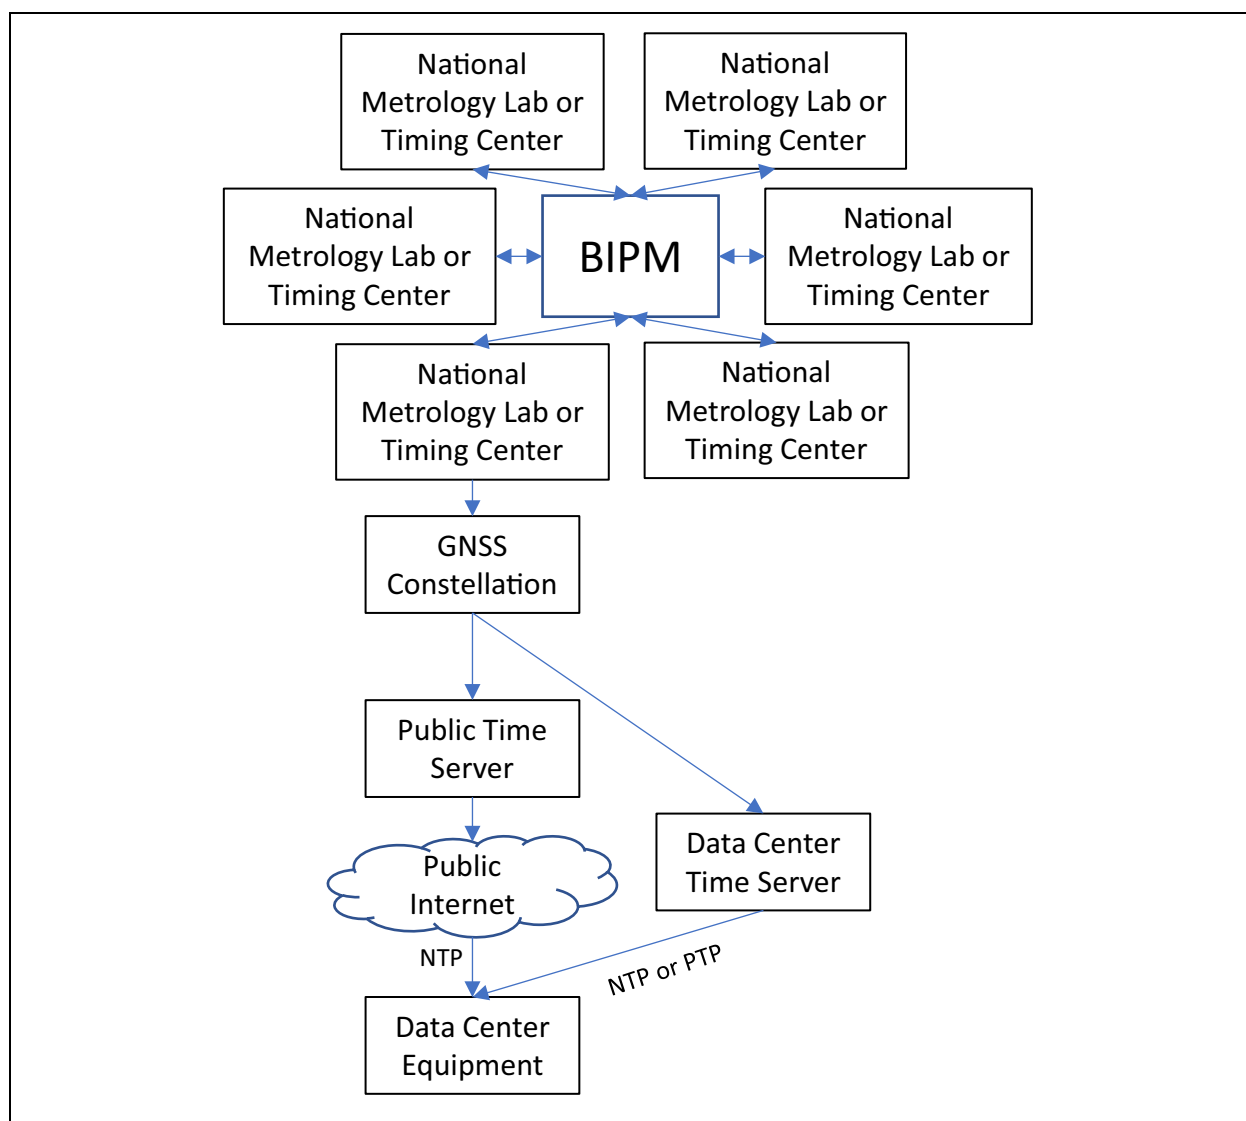 National
Metrology Lab or
Timing Center
National
Metrology Lab or
Timing Center
National
Metrology Lab or
Timing Center
BIPM
National
Metrology Lab or
Timing Center
National
Metrology Lab or
Timing Center
National
Metrology Lab or
Timing Center
GNSS
Constellation
Public Time
Server
Data Center
Time Server
Public
Internet
NTP
NTP or PTP
Data Center
Equipment